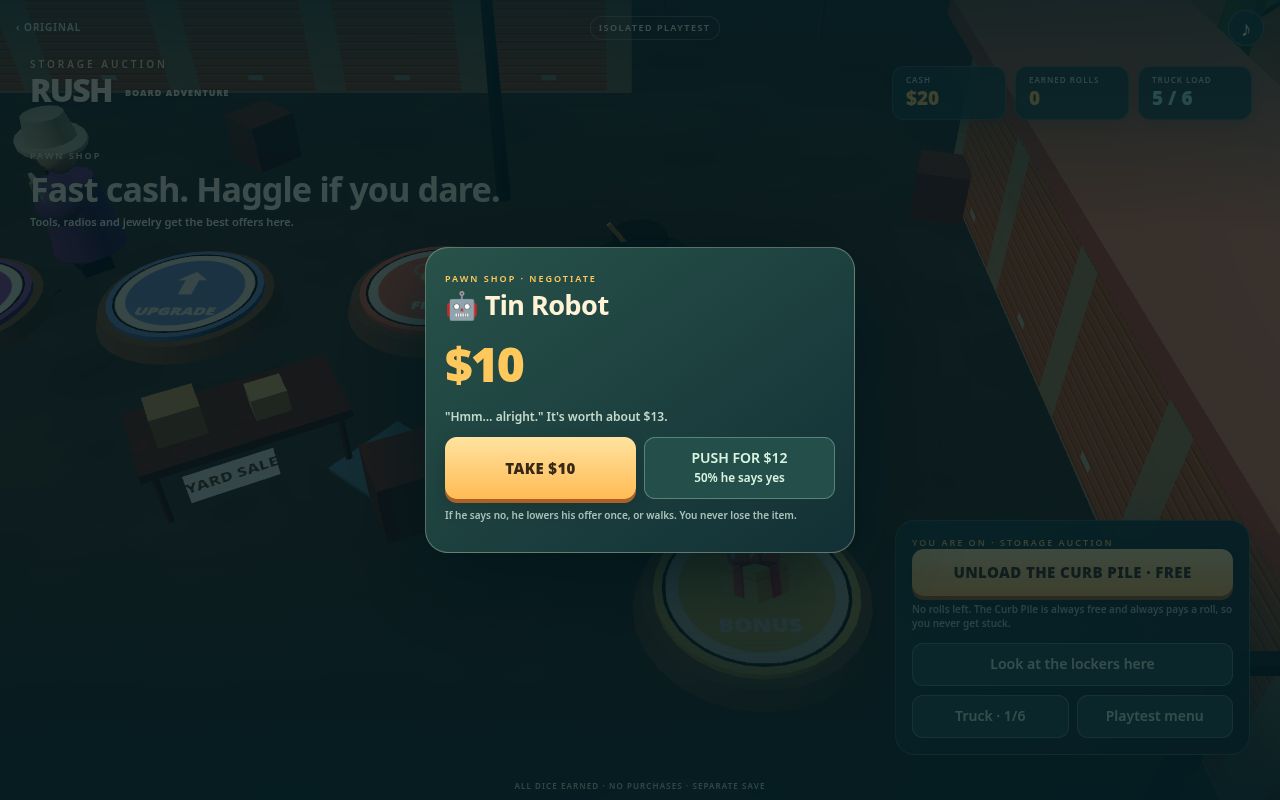 ‹ ORIGINAL
ISOLATED PLAYTEST
♪
STORAGE AUCTION
RUSH BOARD ADVENTURE
CASH
$20
EARNED ROLLS
0
TRUCK LOAD
5 / 6
PAWN SHOP
Fast cash. Haggle if you dare.
Tools, radios and jewelry get the best offers here.
UPGRADE
PAWN SHOP · NEGOTIATE
🤖 Tin Robot
$10
"Hmm... alright." It's worth about $13.
TAKE $10
PUSH FOR $12
50% he says yes
If he says no, he lowers his offer once, or walks. You never lose the item.
YARD SALE
BONUS
YOU ARE ON · STORAGE AUCTION
UNLOAD THE CURB PILE · FREE
No rolls left. The Curb Pile is always free and always pays a roll, so
you never get stuck.
Look at the lockers here
Truck · 1/6
Playtest menu
ALL DICE EARNED · NO PURCHASES · SEPARATE SAVE